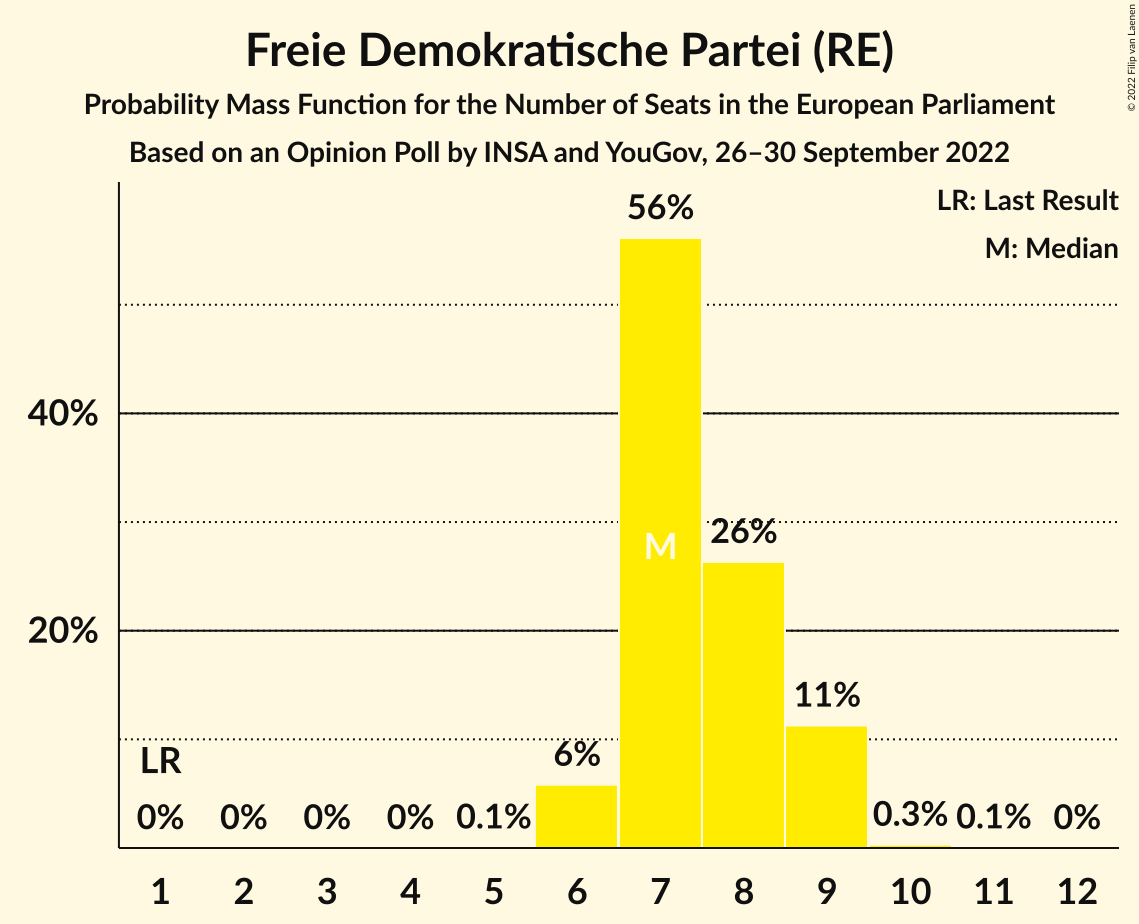 Freie Demokratische Partei (RE)
Probability Mass Function for the Number of Seats in the European Parliament
Based on an Opinion Poll by INSA and YouGov, 26–30 September 2022
© 2022 Filip van Laenen
LR: Last Result
M: Median
56%
40%
M
26%
20%
11%
LR
6%
0%
0%
0%
0%
0.1%
0.3%
0.1%
0%
1 2 3 4 5 6 7 8 9 10 11 12